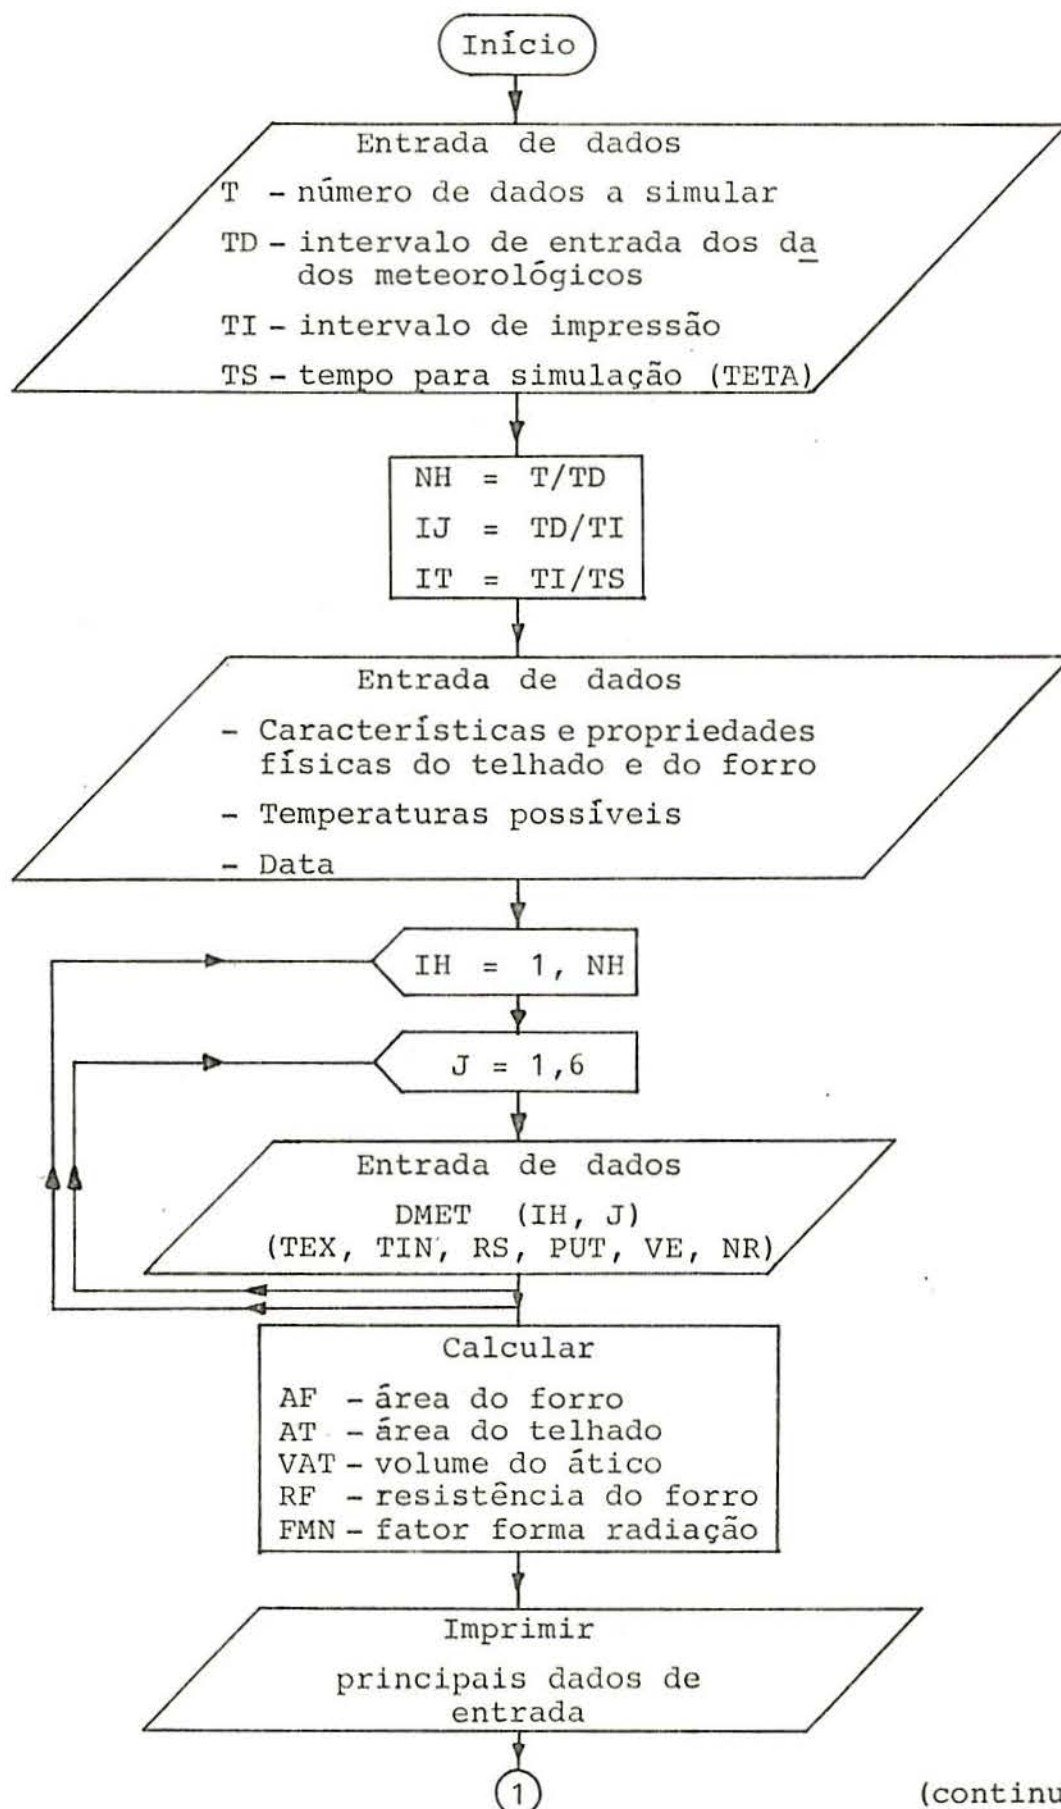 Início
Entrada de dados
T - número de dados a simular
TD - intervalo de entrada dos da
dos meteorológicos
TI - intervalo de impressão
TS - tempo para simulação (TETA)
NH = T/TD
IJ = TD/TI
IT = TI/TS
Entrada de dados
- Características e propriedades
físicas do telhado e do forro
- Temperaturas possíveis
- Data
IH = 1, NH
J = 1,6
Entrada de dados
DMET (IH, J)
(TEX, TIN, RS, PUT, VE, NR)
Calcular
AF - área do forro
AT - área do telhado
VAT - volume do ático
RF - resistência do forro
FMN - fator forma radiação
Imprimir
principais dados de
entrada
1
(continu